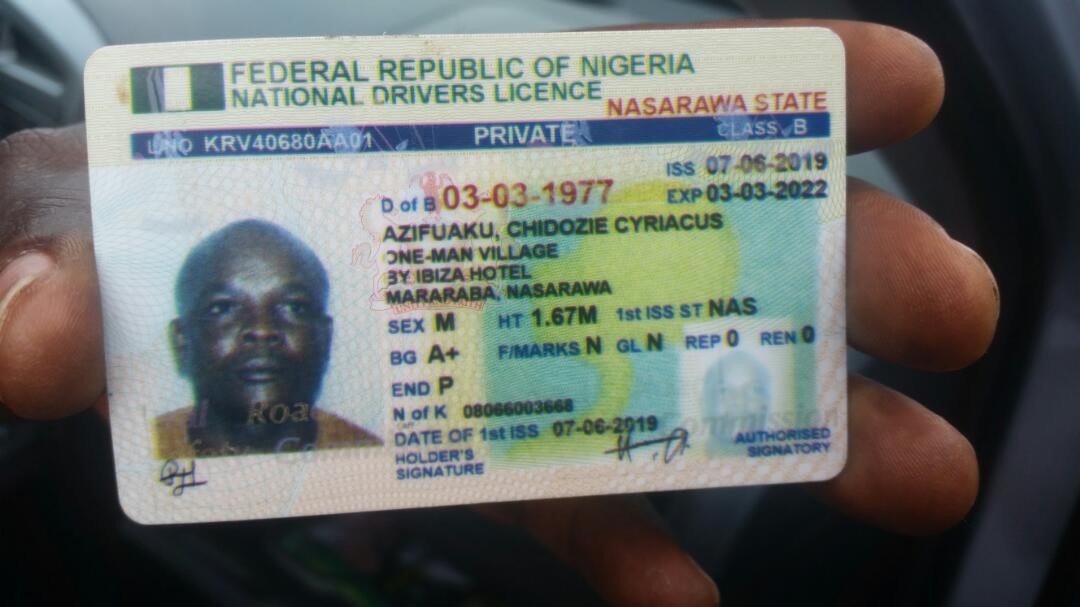 FEDERAL REPUBLIC OF NIGERIA
NATIONAL DRIVERS LICENCE
NASARAWA STATE
L/NO KRV40680AA01 PRIVATE CLASS B
ISS 07-06-2019
D of B 03-03-1977 EXP 03-03-2022
AZIFUAKU, CHIDOZIE CYRIACUS
ONE-MAN VILLAGE
BY IBIZA HOTEL
MARARABA, NASARAWA
SEX M HT 1.67M 1st ISS ST NAS
BG A+ F/MARKS N GL N REP 0 REN 0
END P
N of K 08066003668
DATE OF 1st ISS 07-06-2019
HOLDER'S
SIGNATURE
AUTHORISED
SIGNATORY